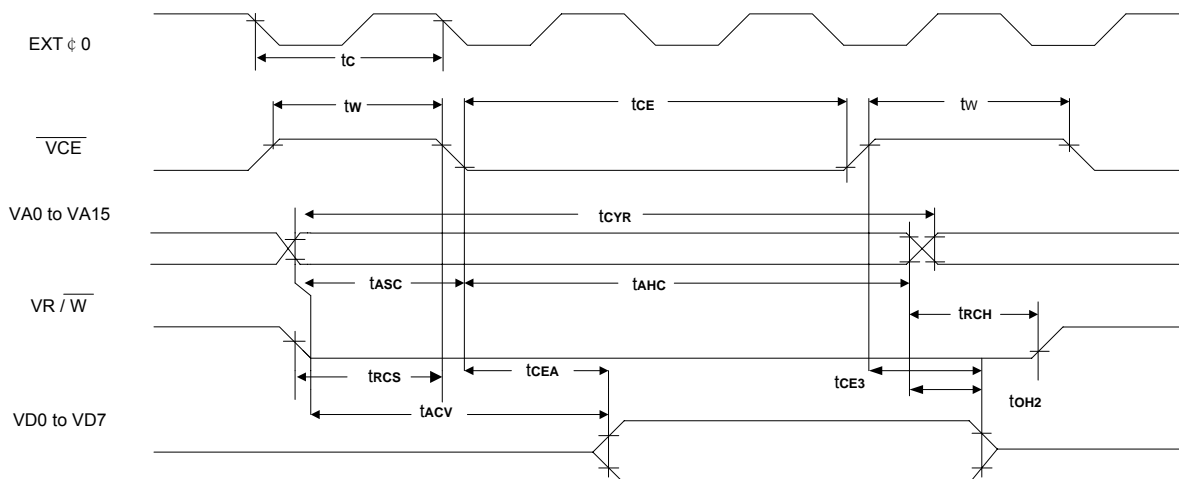 EXT ¢ 0
tC
tW
tCE
tW
VCE
VA0 to VA15
tCYR
tASC
tAHC
VR / W
tRCH
tCEA
tRCS
tCE3
tACV
tOH2
VD0 to VD7